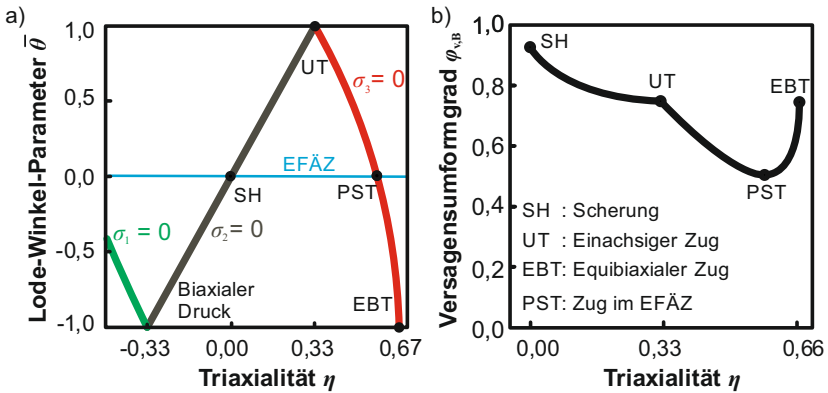 a)
Lode-Winkel-Parameter θ̄
1,0
0,5
0,0
-0,5
-1,0
UT
σ₃= 0
EFÄZ
SH
PST
σ₁ = 0
σ₂= 0
Biaxialer
Druck
EBT
-0,33
0,00
0,33
0,67
Triaxialität η
b)
Versagensumformgrad φv,B
1,0
0,8
0,6
0,4
0,2
0,0
SH
UT
EBT
PST
SH : Scherung
UT : Einachsiger Zug
EBT: Equibiaxialer Zug
PST: Zug im EFÄZ
0,00
0,33
0,66
Triaxialität η